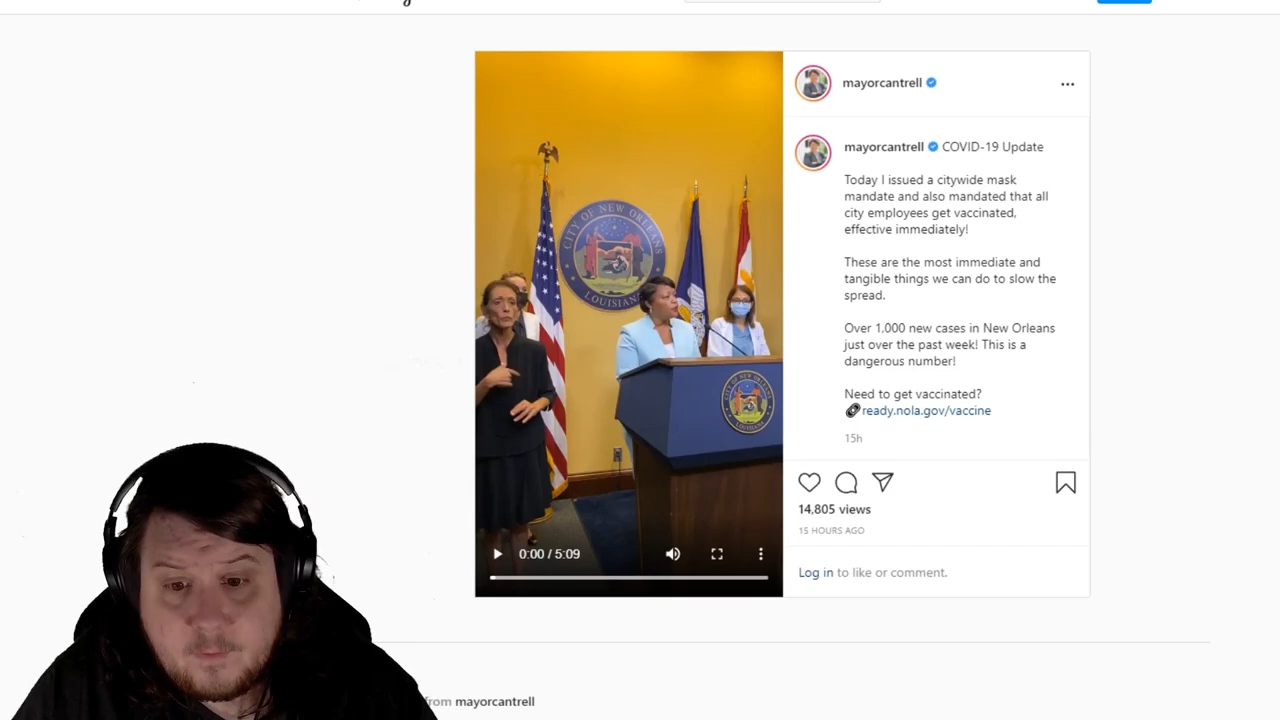 mayorcantrell
mayorcantrell COVID-19 Update
Today I issued a citywide mask
mandate and also mandated that all
city employees get vaccinated,
effective immediately!
These are the most immediate and
tangible things we can do to slow the
spread.
Over 1,000 new cases in New Orleans
just over the past week! This is a
dangerous number!
Need to get vaccinated?
ready.nola.gov/vaccine
15h
CITY OF NEW ORLEANS
LOUISIANA
CITY OF NEW ORLEANS
0:00 / 5:09
14,805 views
15 HOURS AGO
Log in to like or comment.
from mayorcantrell